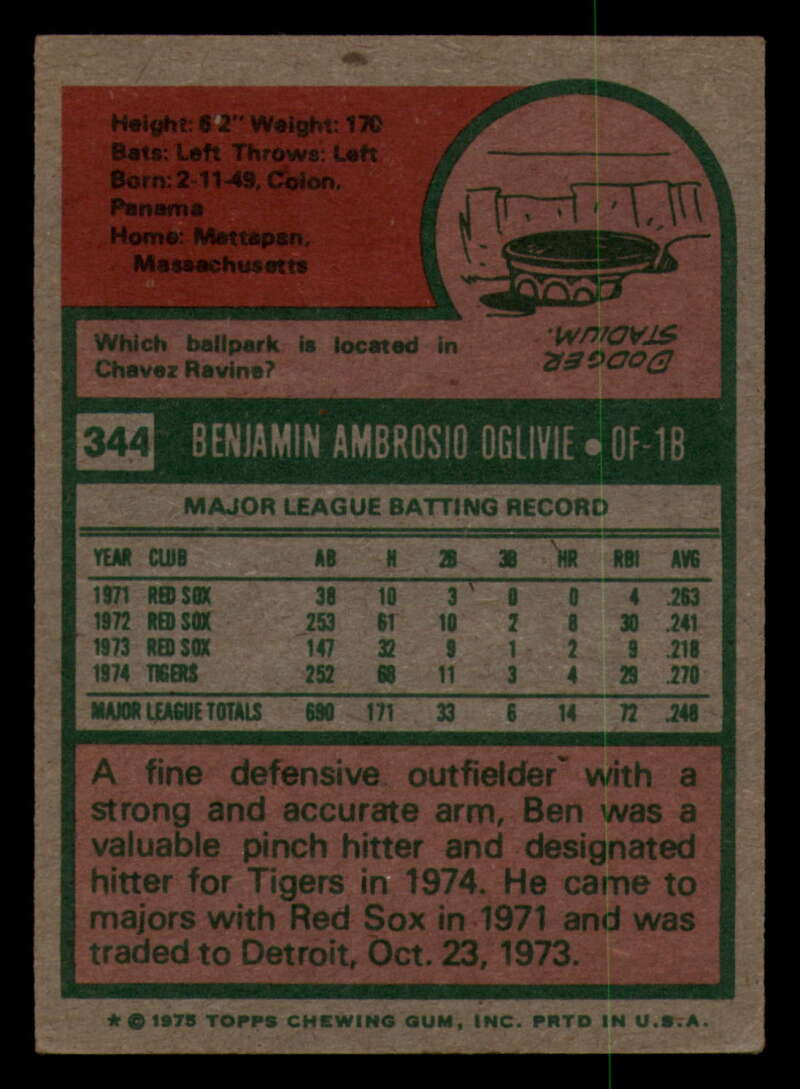 Height: 6'2" Weight: 170
Bats: Left Throws: Left
Born: 2-11-49, Colon,
Panama
Home: Mattapan,
Massachusetts
Which ballpark is located in
Chavez Ravine?
DODGER
STADIUM.
344 BENJAMIN AMBROSIO OGLIVIE • OF-1B
MAJOR LEAGUE BATTING RECORD
YEAR CLUB AB H 2B 3B HR RBI AVG
1971 RED SOX 38 10 3 0 0 4 .263
1972 RED SOX 253 61 10 2 8 30 .241
1973 RED SOX 147 32 9 1 2 9 .218
1974 TIGERS 252 68 11 3 4 29 .270
MAJOR LEAGUE TOTALS 690 171 33 6 14 72 .248
A fine defensive outfielder with a
strong and accurate arm, Ben was a
valuable pinch hitter and designated
hitter for Tigers in 1974. He came to
majors with Red Sox in 1971 and was
traded to Detroit, Oct. 23, 1973.
* © 1975 TOPPS CHEWING GUM, INC. PRTD IN U.S.A.